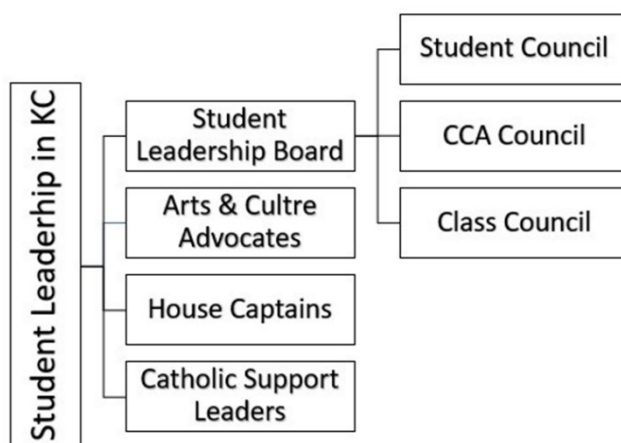 Student Leaderhip in KC
Student
Leadership Board
Arts & Cultre
Advocates
House Captains
Catholic Support
Leaders
Student Council
CCA Council
Class Council